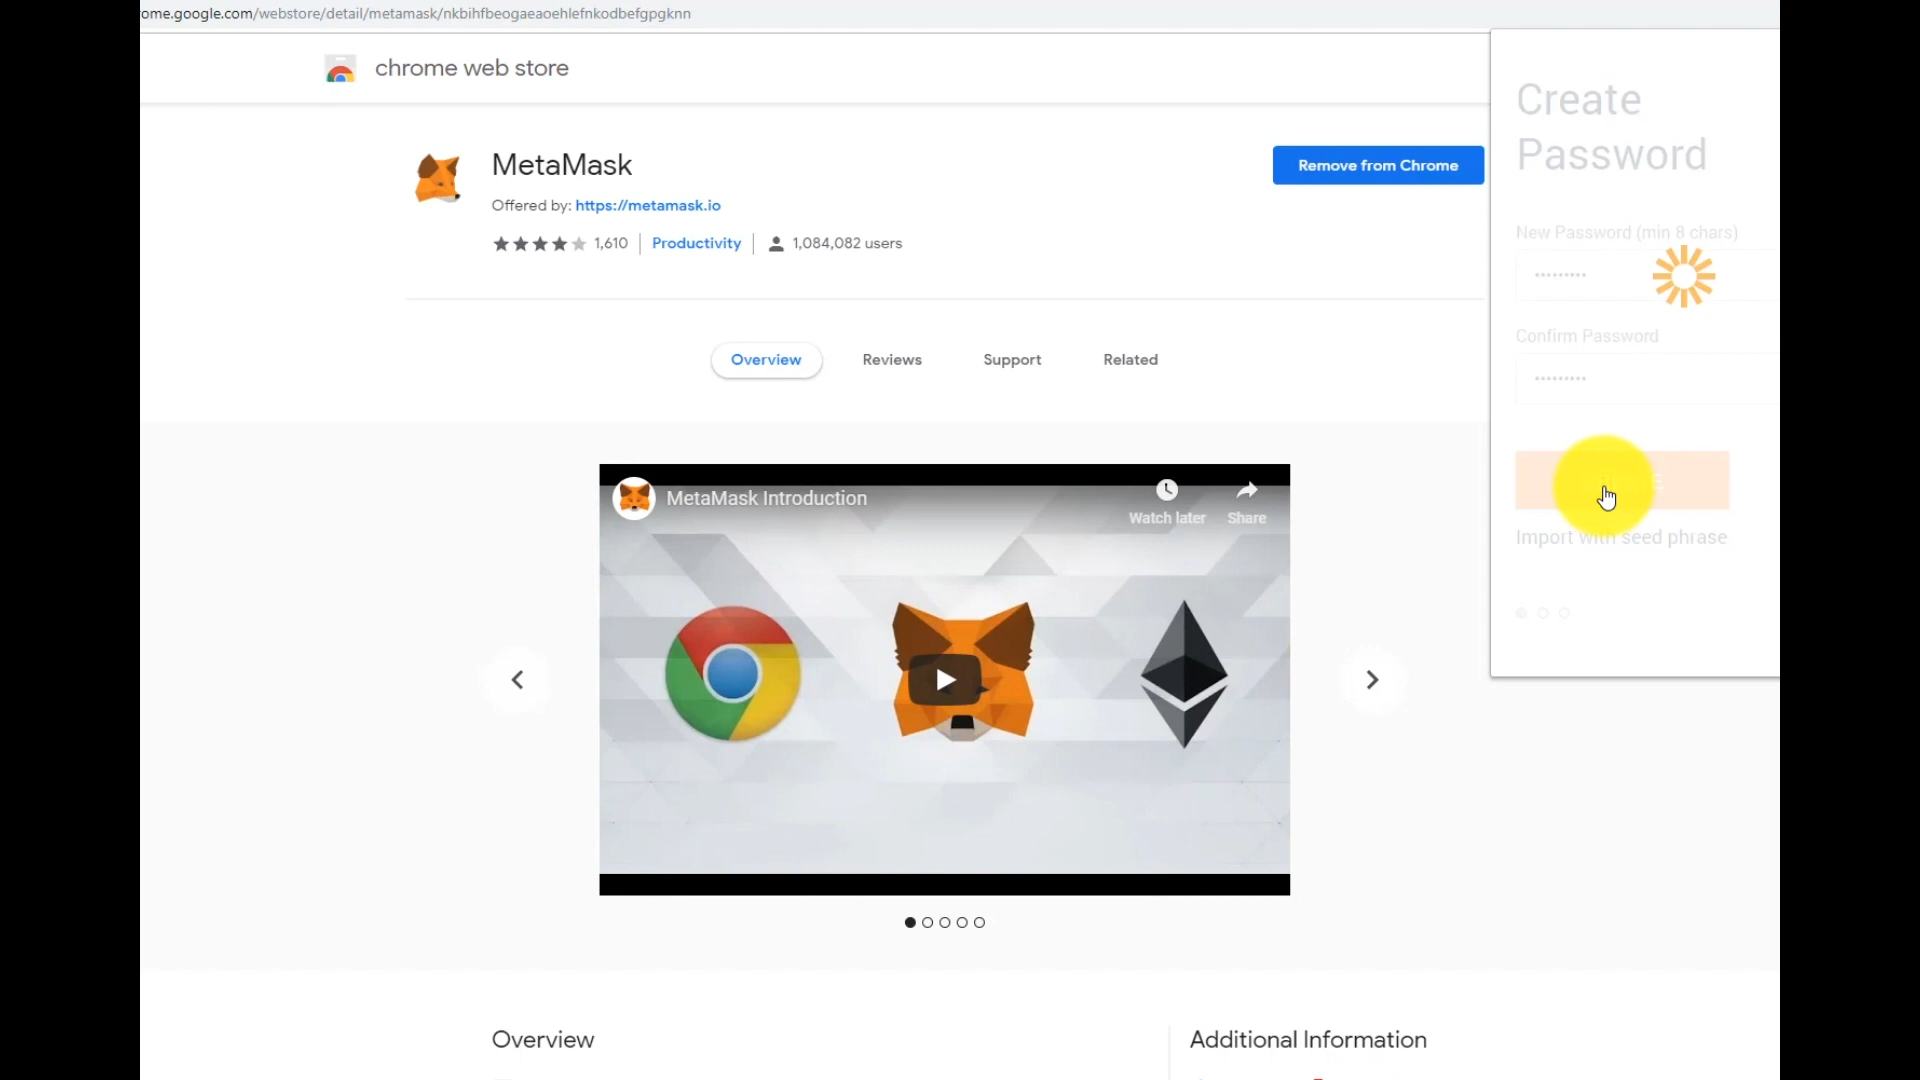 ome.google.com/webstore/detail/metamask/nkbihfbeogaeaoehlefnkodbefgpgknn
chrome web store
MetaMask
Remove from Chrome
Offered by: https://metamask.io
1,610
Productivity
1,084,082 users
Overview
Reviews
Support
Related
MetaMask Introduction
Watch later
Share
Overview
Additional Information
Create
Password
New Password (min 8 chars)
Confirm Password
Import with seed phrase